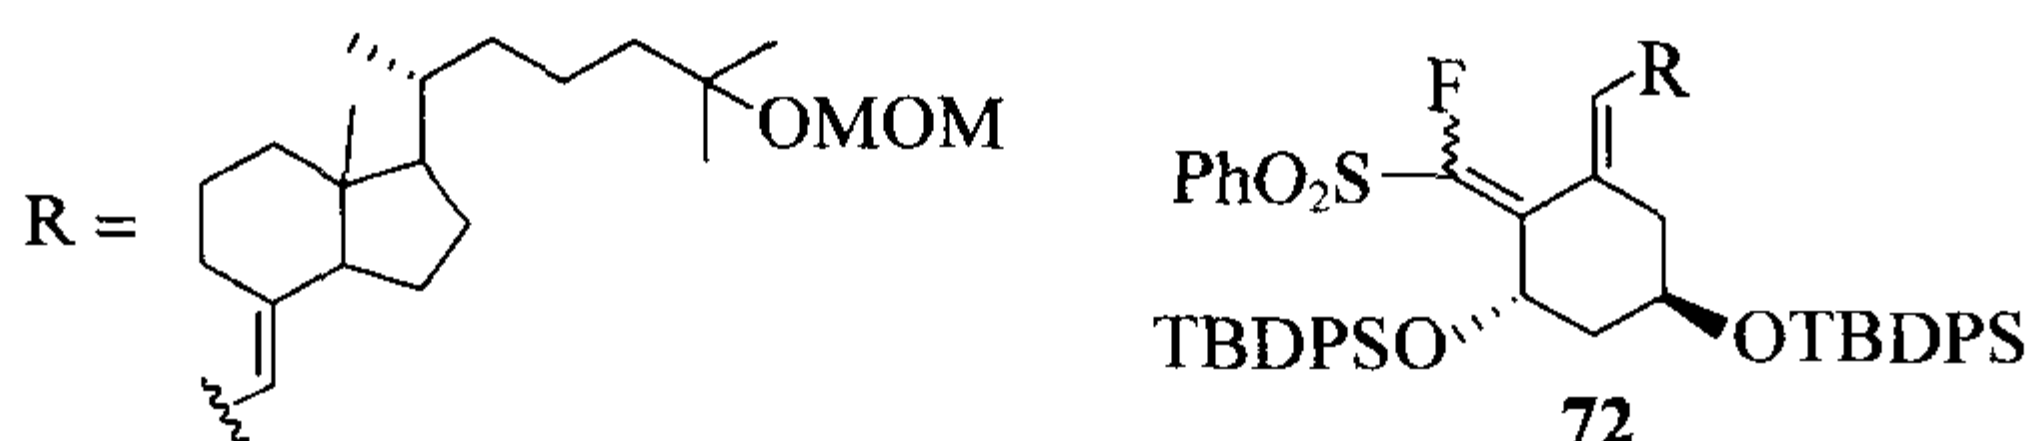 R =
OMOM
F
R
PhO₂S
TBDPSO
OTBDPS
72